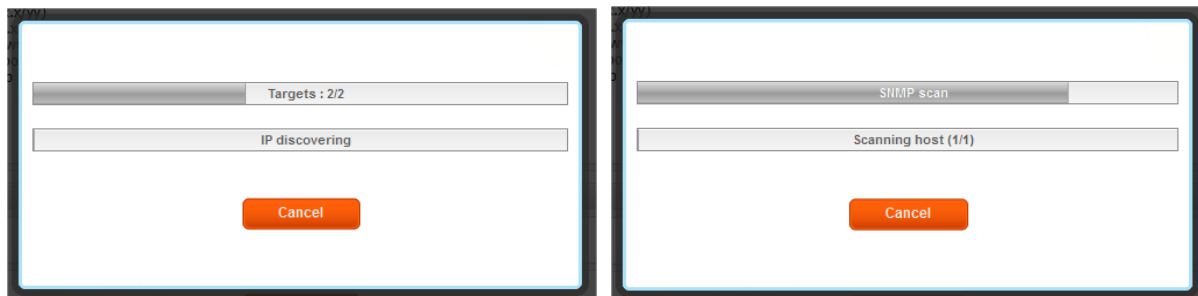 Targets : 2/2
IP discovering
Cancel
SNMP scan
Scanning host (1/1)
Cancel